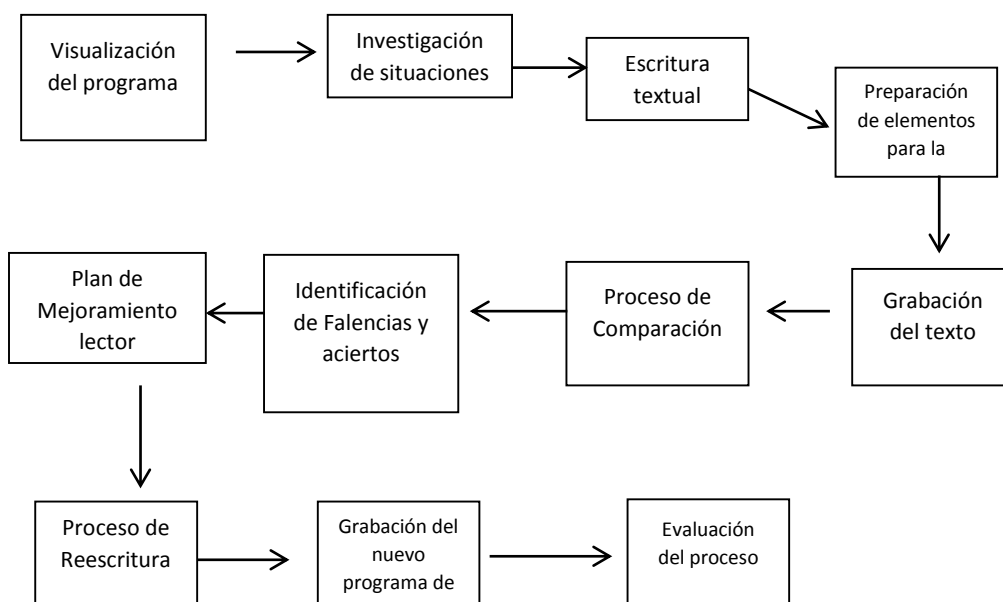 Visualización
del programa
Investigación
de situaciones
Escritura
textual
Preparación
de elementos
para la
Grabación
del texto
Proceso de
Comparación
Identificación
de Falencias y
aciertos
Plan de
Mejoramiento
lector
Proceso de
Reescritura
Grabación del
nuevo
programa de
Evaluación
del proceso